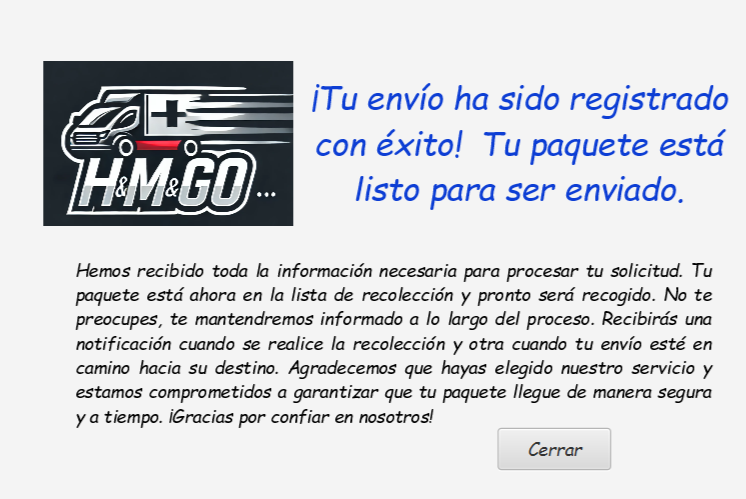 H&M&GO...
¡Tu envío ha sido registrado
con éxito! Tu paquete está
listo para ser enviado.
Hemos recibido toda la información necesaria para procesar tu solicitud. Tu
paquete está ahora en la lista de recolección y pronto será recogido. No te
preocupes, te mantendremos informado a lo largo del proceso. Recibirás una
notificación cuando se realice la recolección y otra cuando tu envío esté en
camino hacia su destino. Agradecemos que hayas elegido nuestro servicio y
estamos comprometidos a garantizar que tu paquete llegue de manera segura
y a tiempo. ¡Gracias por confiar en nosotros!
Cerrar